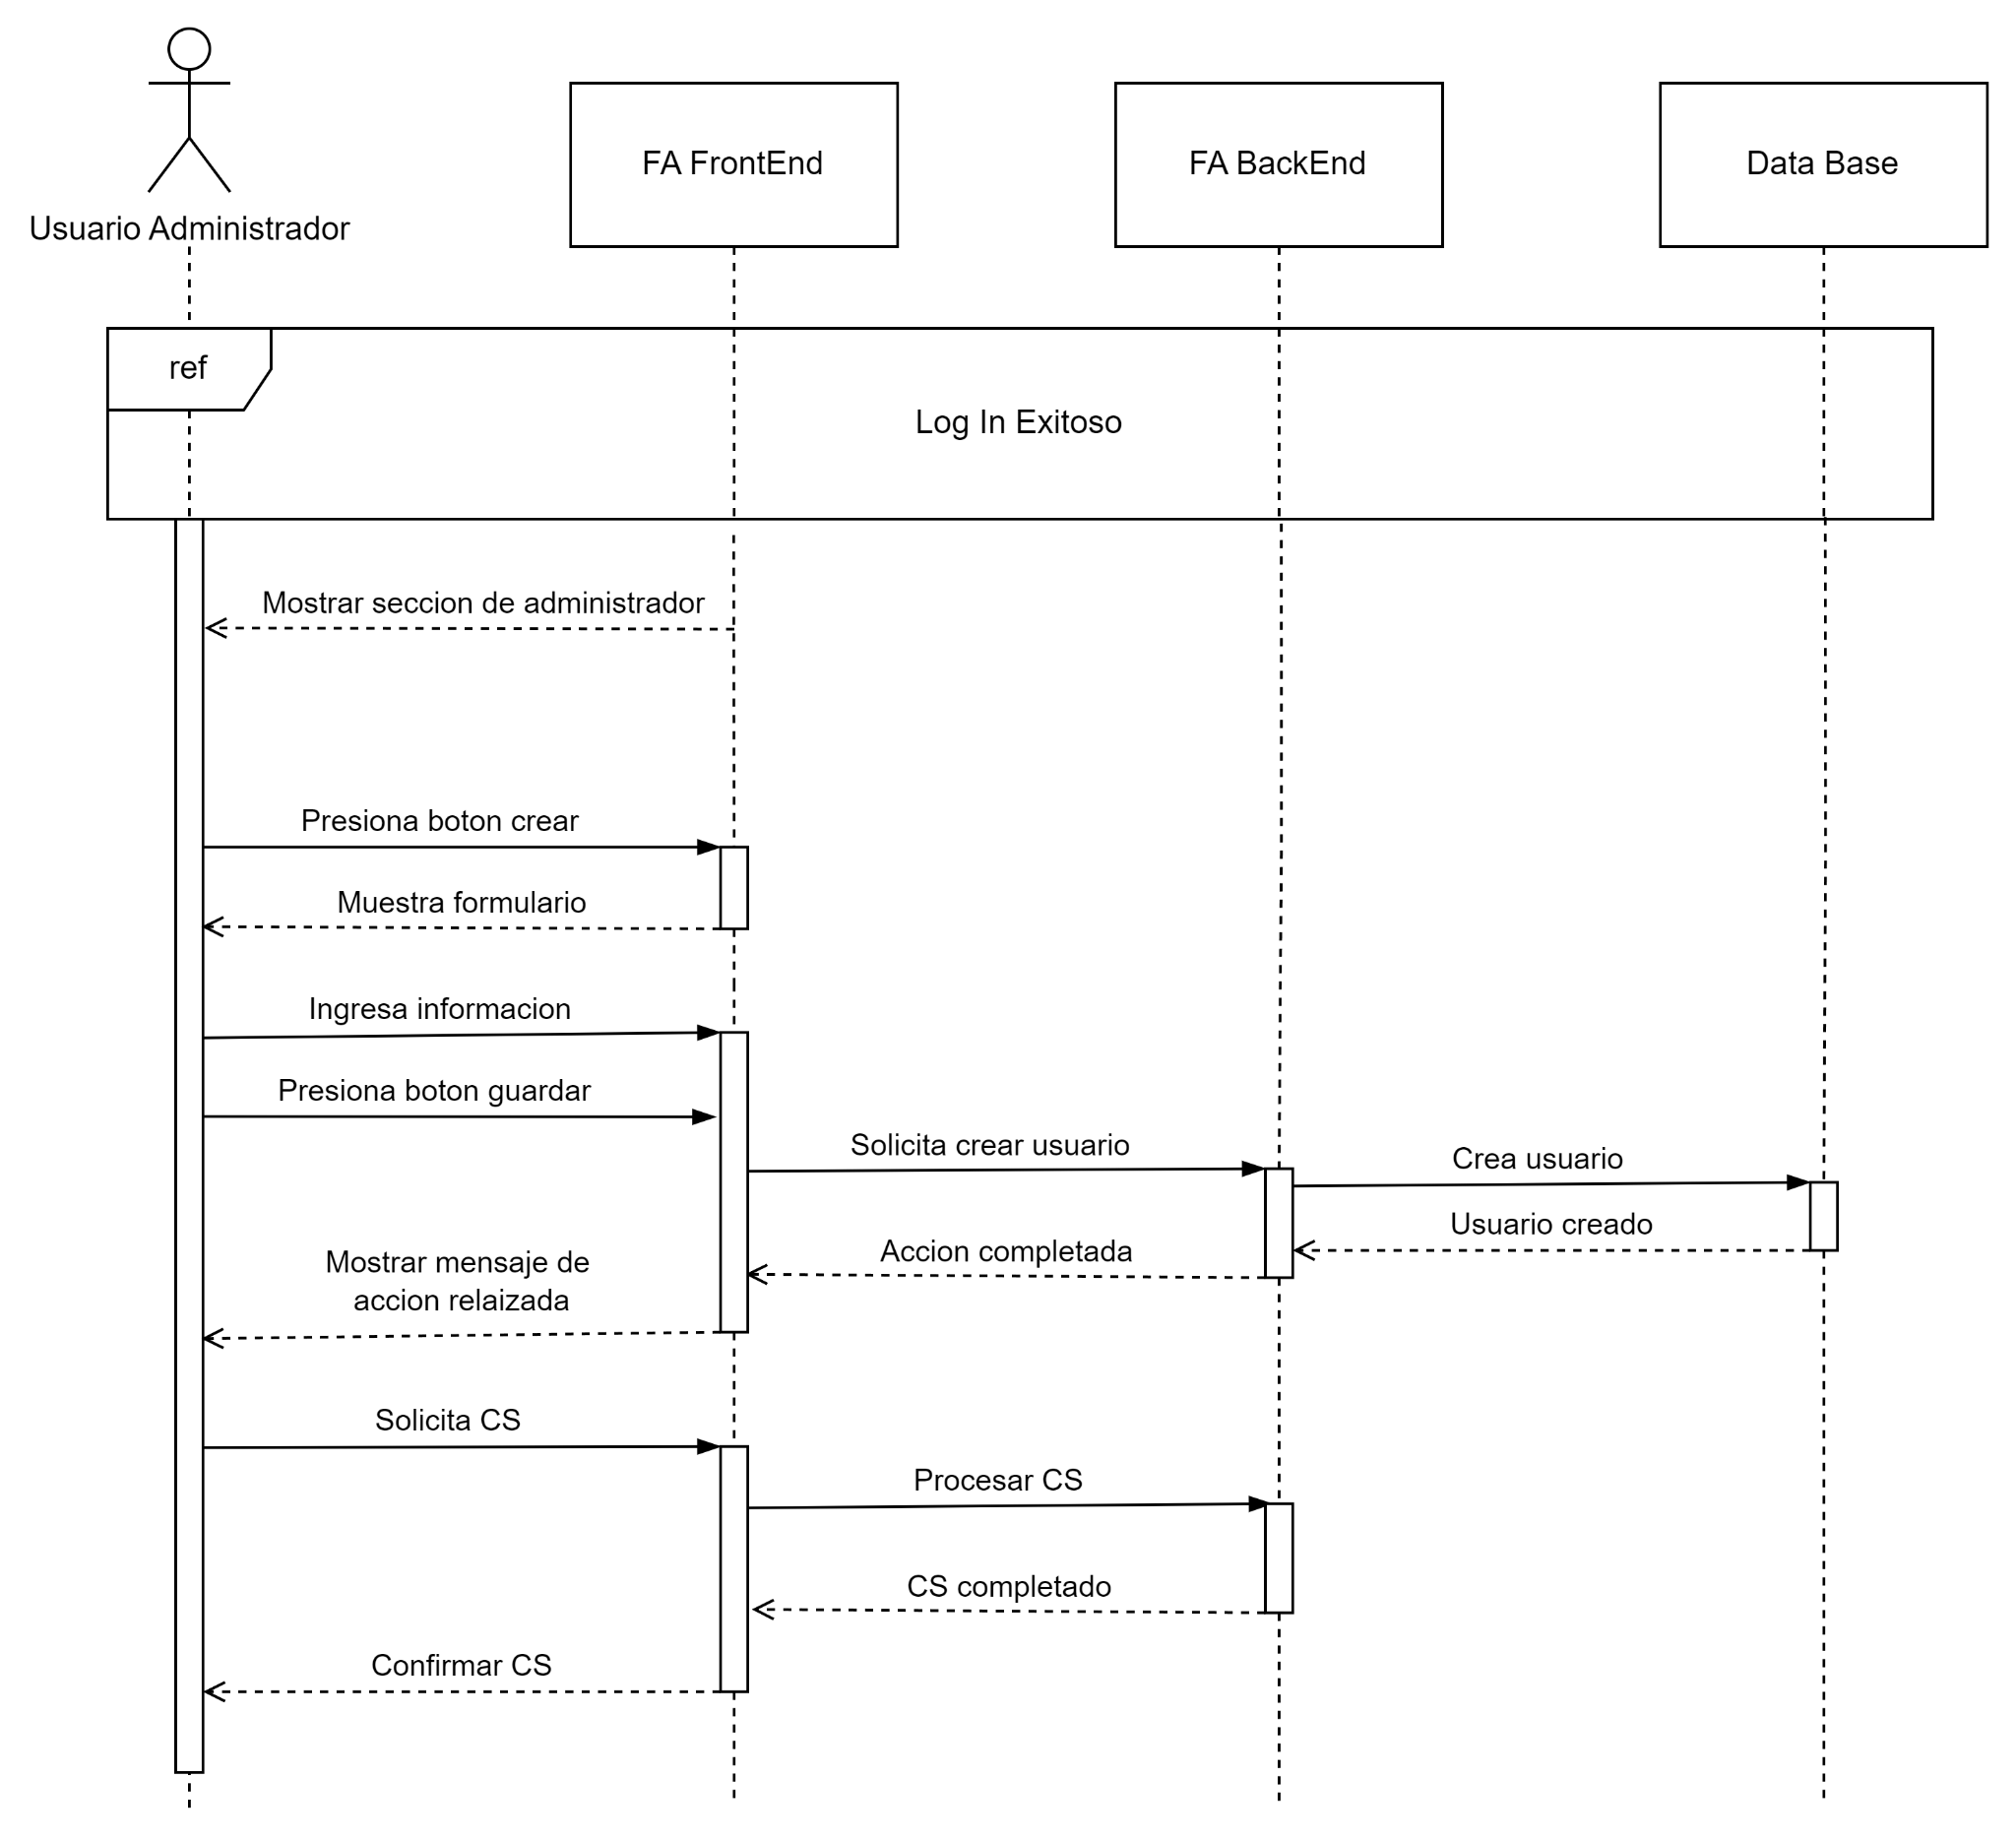 Usuario Administrador
FA FrontEnd
FA BackEnd
Data Base
ref
Log In Exitoso
Mostrar seccion de administrador
Presiona boton crear
Muestra formulario
Ingresa informacion
Presiona boton guardar
Solicita crear usuario
Crea usuario
Usuario creado
Accion completada
Mostrar mensaje de
accion relaizada
Solicita CS
Procesar CS
CS completado
Confirmar CS